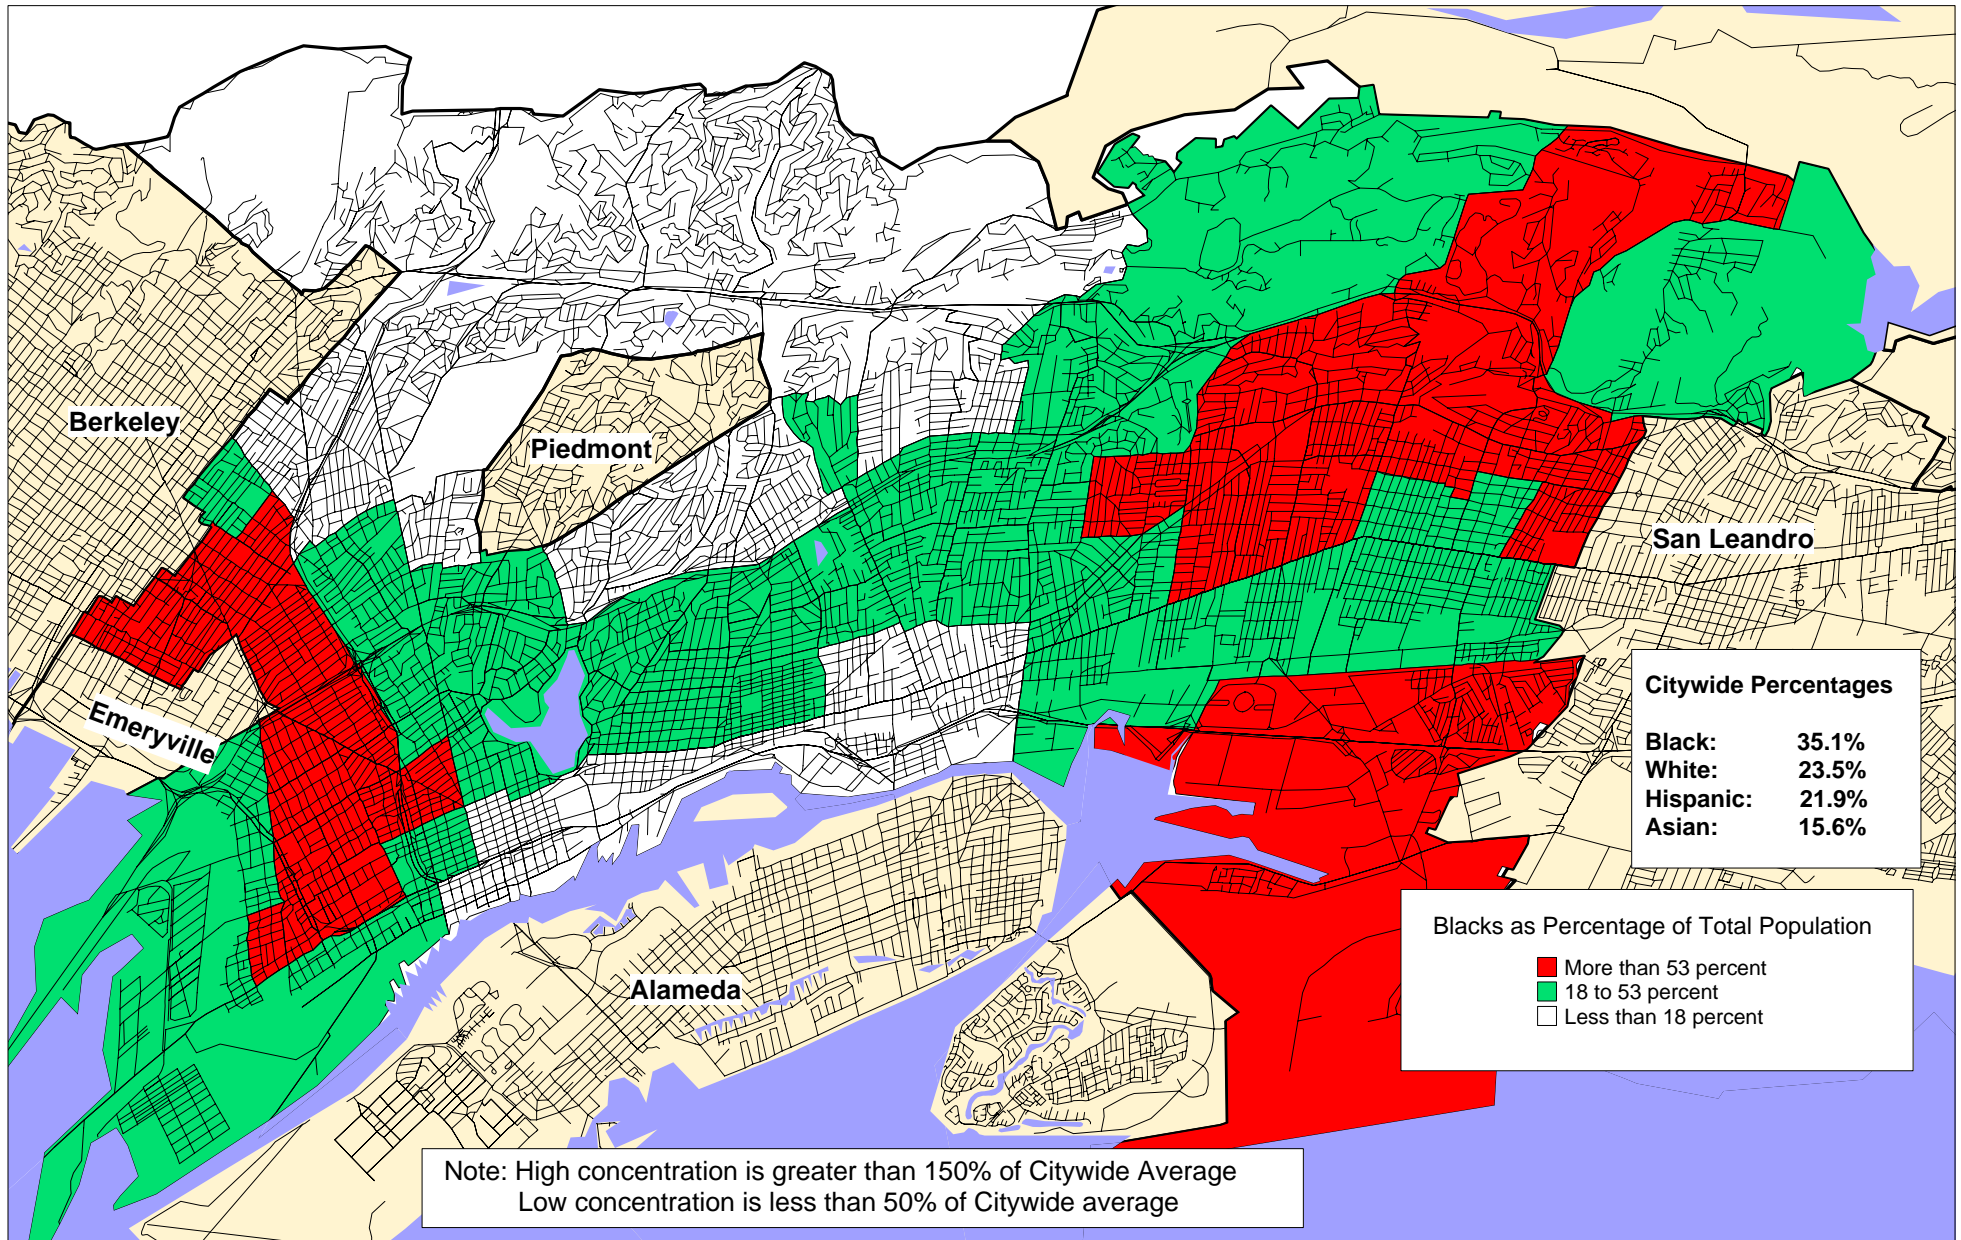 Berkeley
Piedmont
San Leandro
Emeryville
Alameda
Citywide Percentages
Black: 35.1%
White: 23.5%
Hispanic: 21.9%
Asian: 15.6%
Blacks as Percentage of Total Population
More than 53 percent
18 to 53 percent
Less than 18 percent
Note: High concentration is greater than 150% of Citywide Average
Low concentration is less than 50% of Citywide average